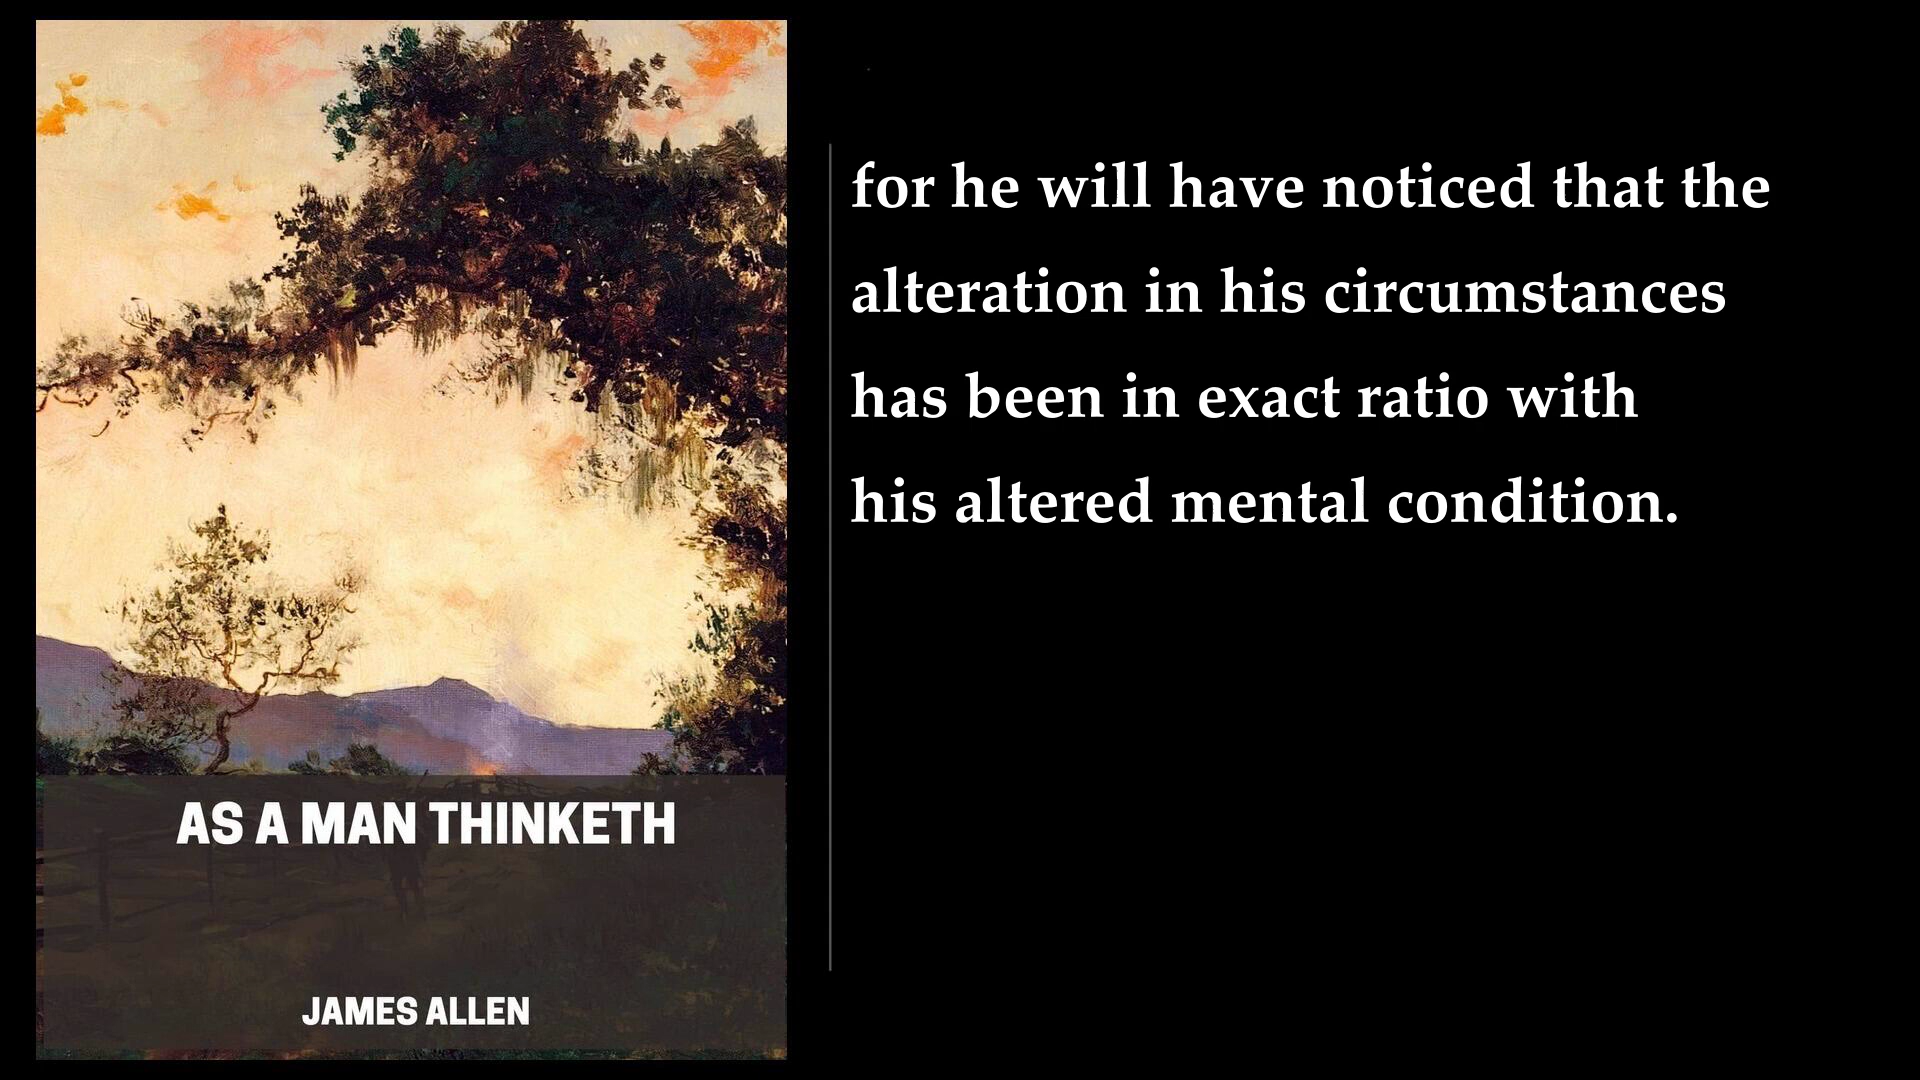 for he will have noticed that the
alteration in his circumstances
has been in exact ratio with
his altered mental condition.
AS A MAN THINKETH
JAMES ALLEN